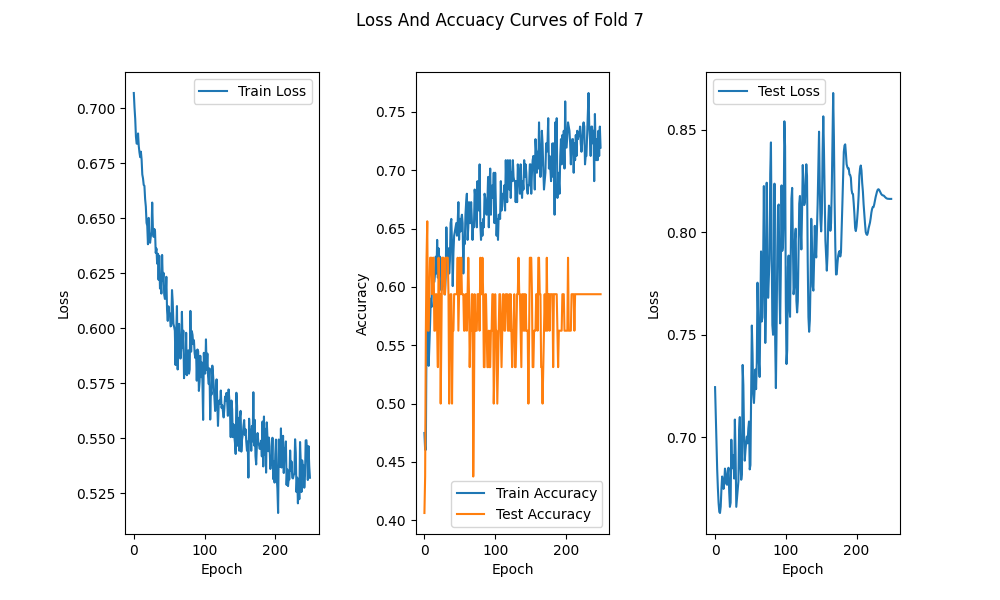 Loss And Accuacy Curves of Fold 7
Train Loss
0.700
0.675
0.650
0.625
0.600
0.575
0.550
0.525
Loss
0
100
200
Epoch
0.75
0.70
0.65
0.60
0.55
0.50
0.45
0.40
Accuracy
Train Accuracy
Test Accuracy
0
100
200
Epoch
Test Loss
0.85
0.80
0.75
0.70
Loss
0
100
200
Epoch